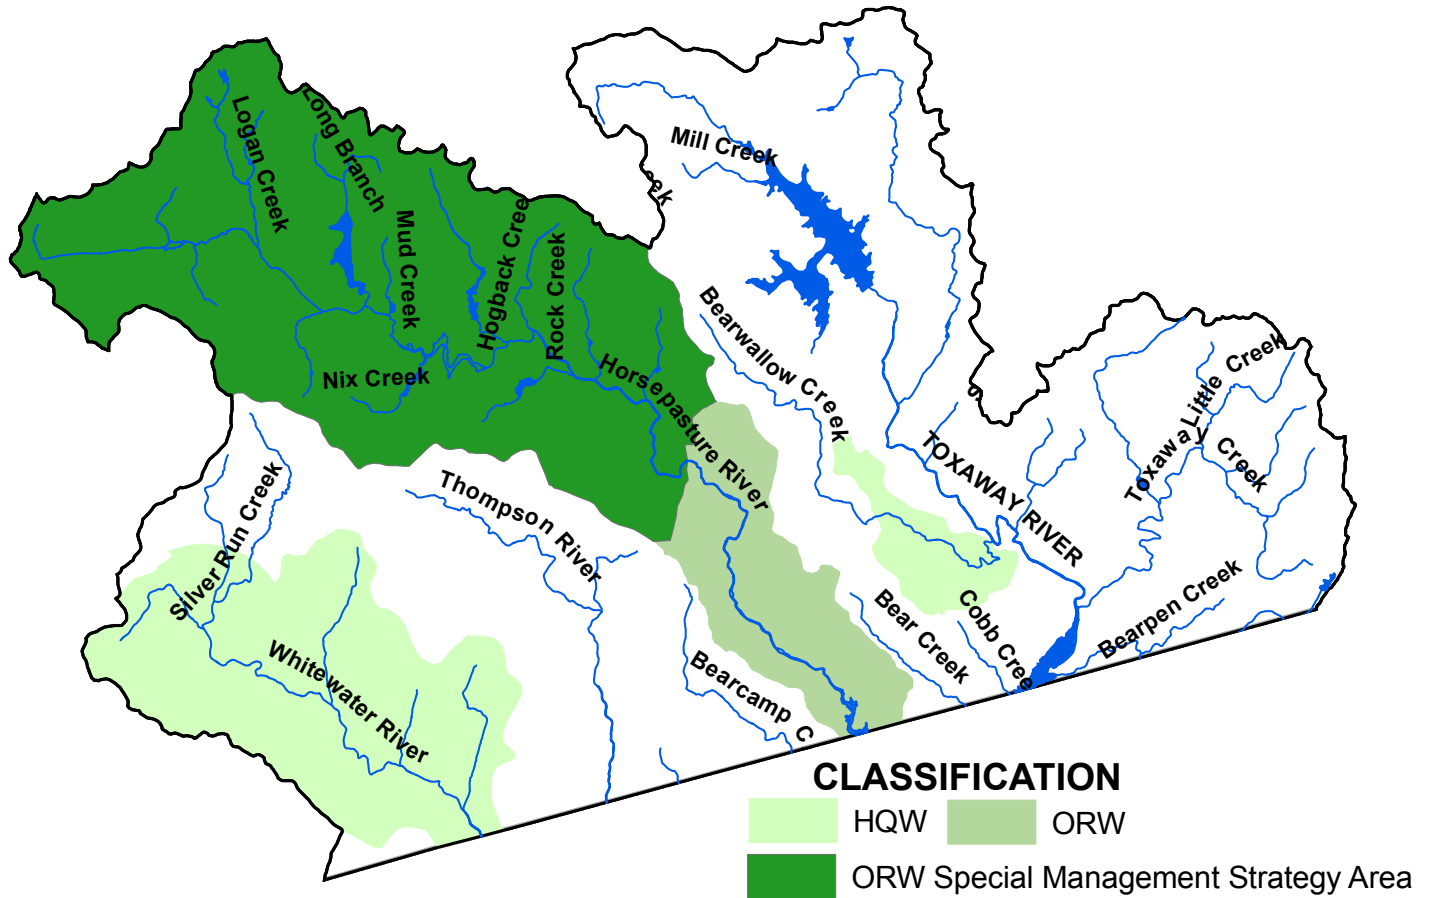 Logan Creek
Long Branch
Mud Creek
Hogback Cree
Rock Creek
Nix Creek
Horsepasture River
Mill Creek
eek
Bearwallow Creek
s
TOXAWAY RIVER
Little Creek
Toxaway Creek
Thompson River
Silver Run Creek
Whitewater River
Bearcamp C
Bear Creek
Cobb Cree
Bearpen Creek
CLASSIFICATION
HQW
ORW
ORW Special Management Strategy Area